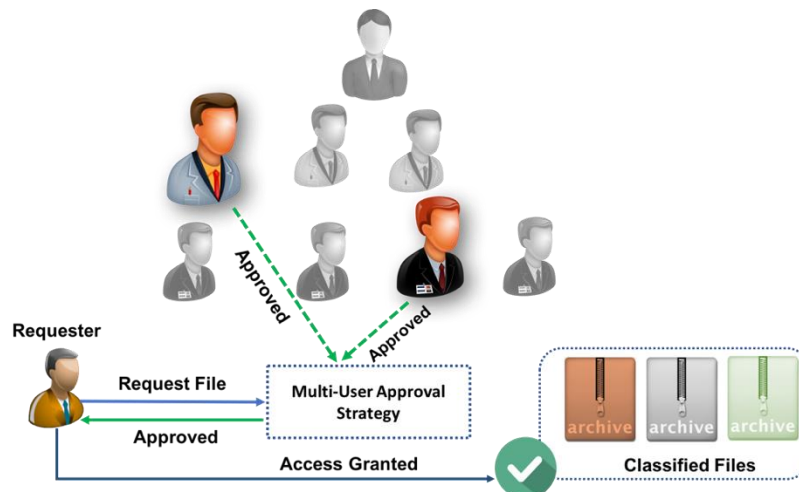 Approved
Approved
Requester
Request File
Multi-User Approval
Strategy
Approved
Access Granted
archive
archive
archive
Classified Files